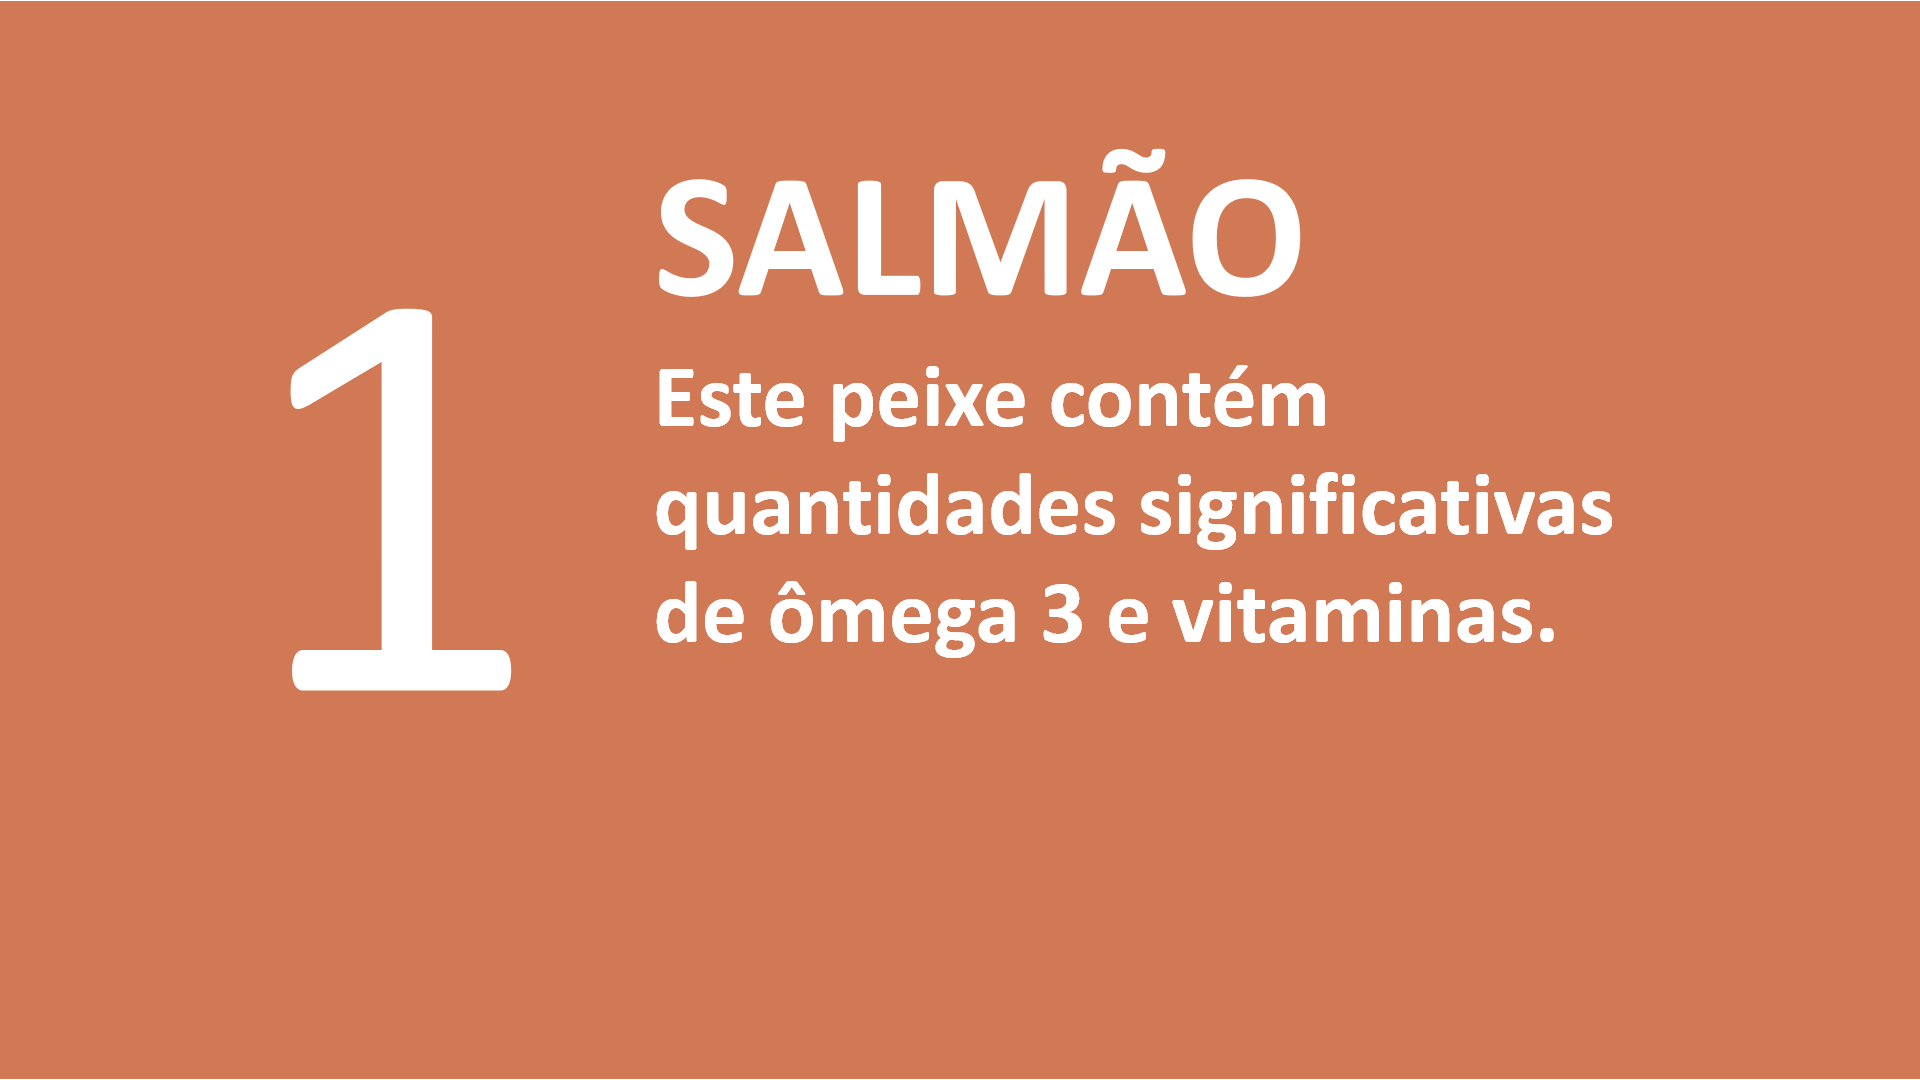 1
SALMÃO
Este peixe contém
quantidades significativas
de ômega 3 e vitaminas.